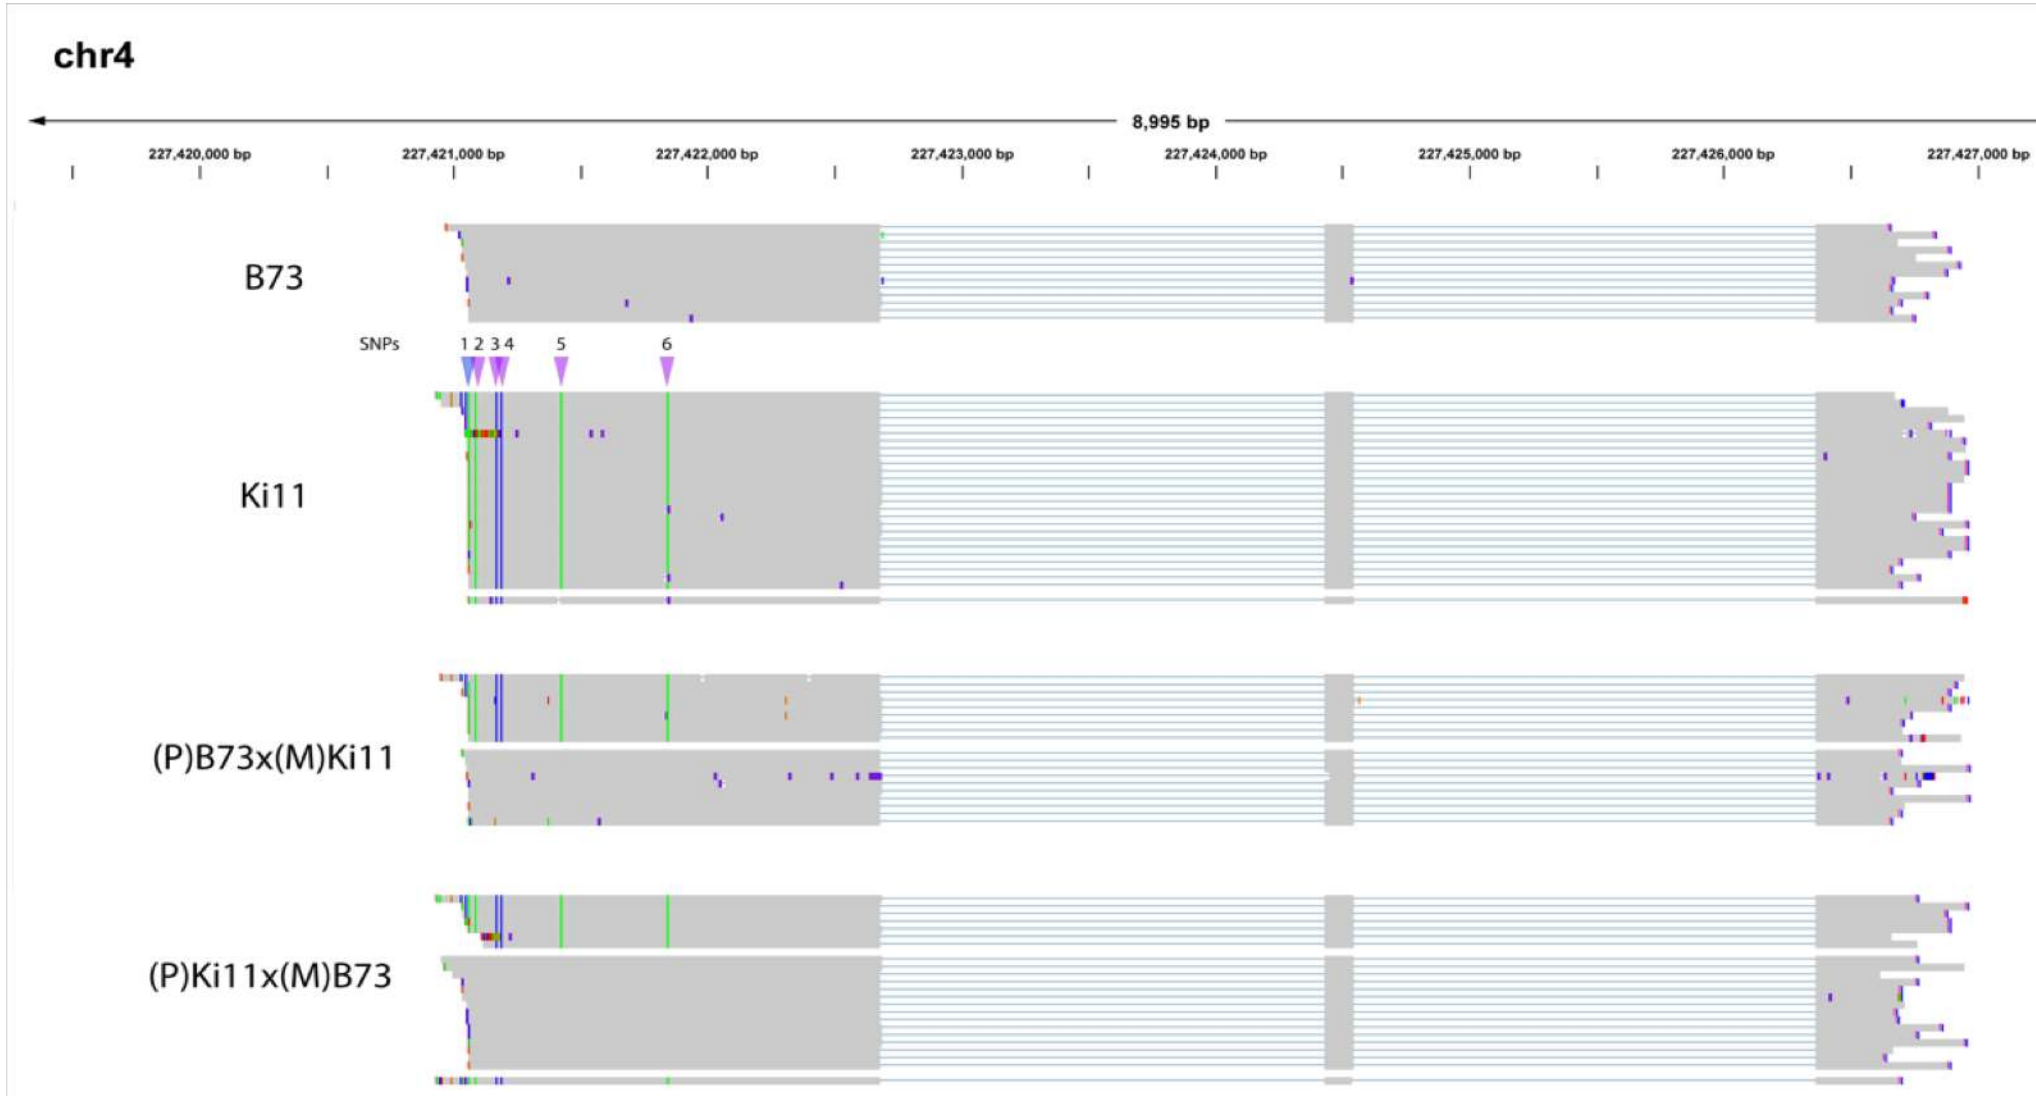 chr4
8,995 bp
227,420,000 bp 227,421,000 bp 227,422,000 bp 227,423,000 bp 227,424,000 bp 227,425,000 bp 227,426,000 bp 227,427,000 bp
B73
SNPs 1 2 3 4 5 6
Ki11
(P)B73x(M)Ki11
(P)Ki11x(M)B73